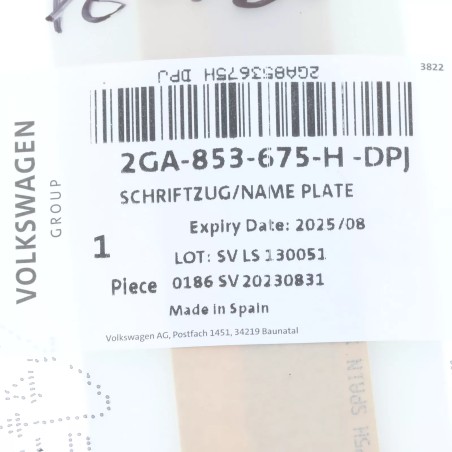 3822
2GA853675H DPJ
2GA-853-675-H -DPJ
SCHRIFTZUG/NAME PLATE
Expiry Date: 2025/08
1
LOT: SV LS 130051
Piece 0186 SV 20230831
Made in Spain
Volkswagen AG, Postfach 1451, 34219 Baunatal
VOLKSWAGEN
GROUP
SPAIN